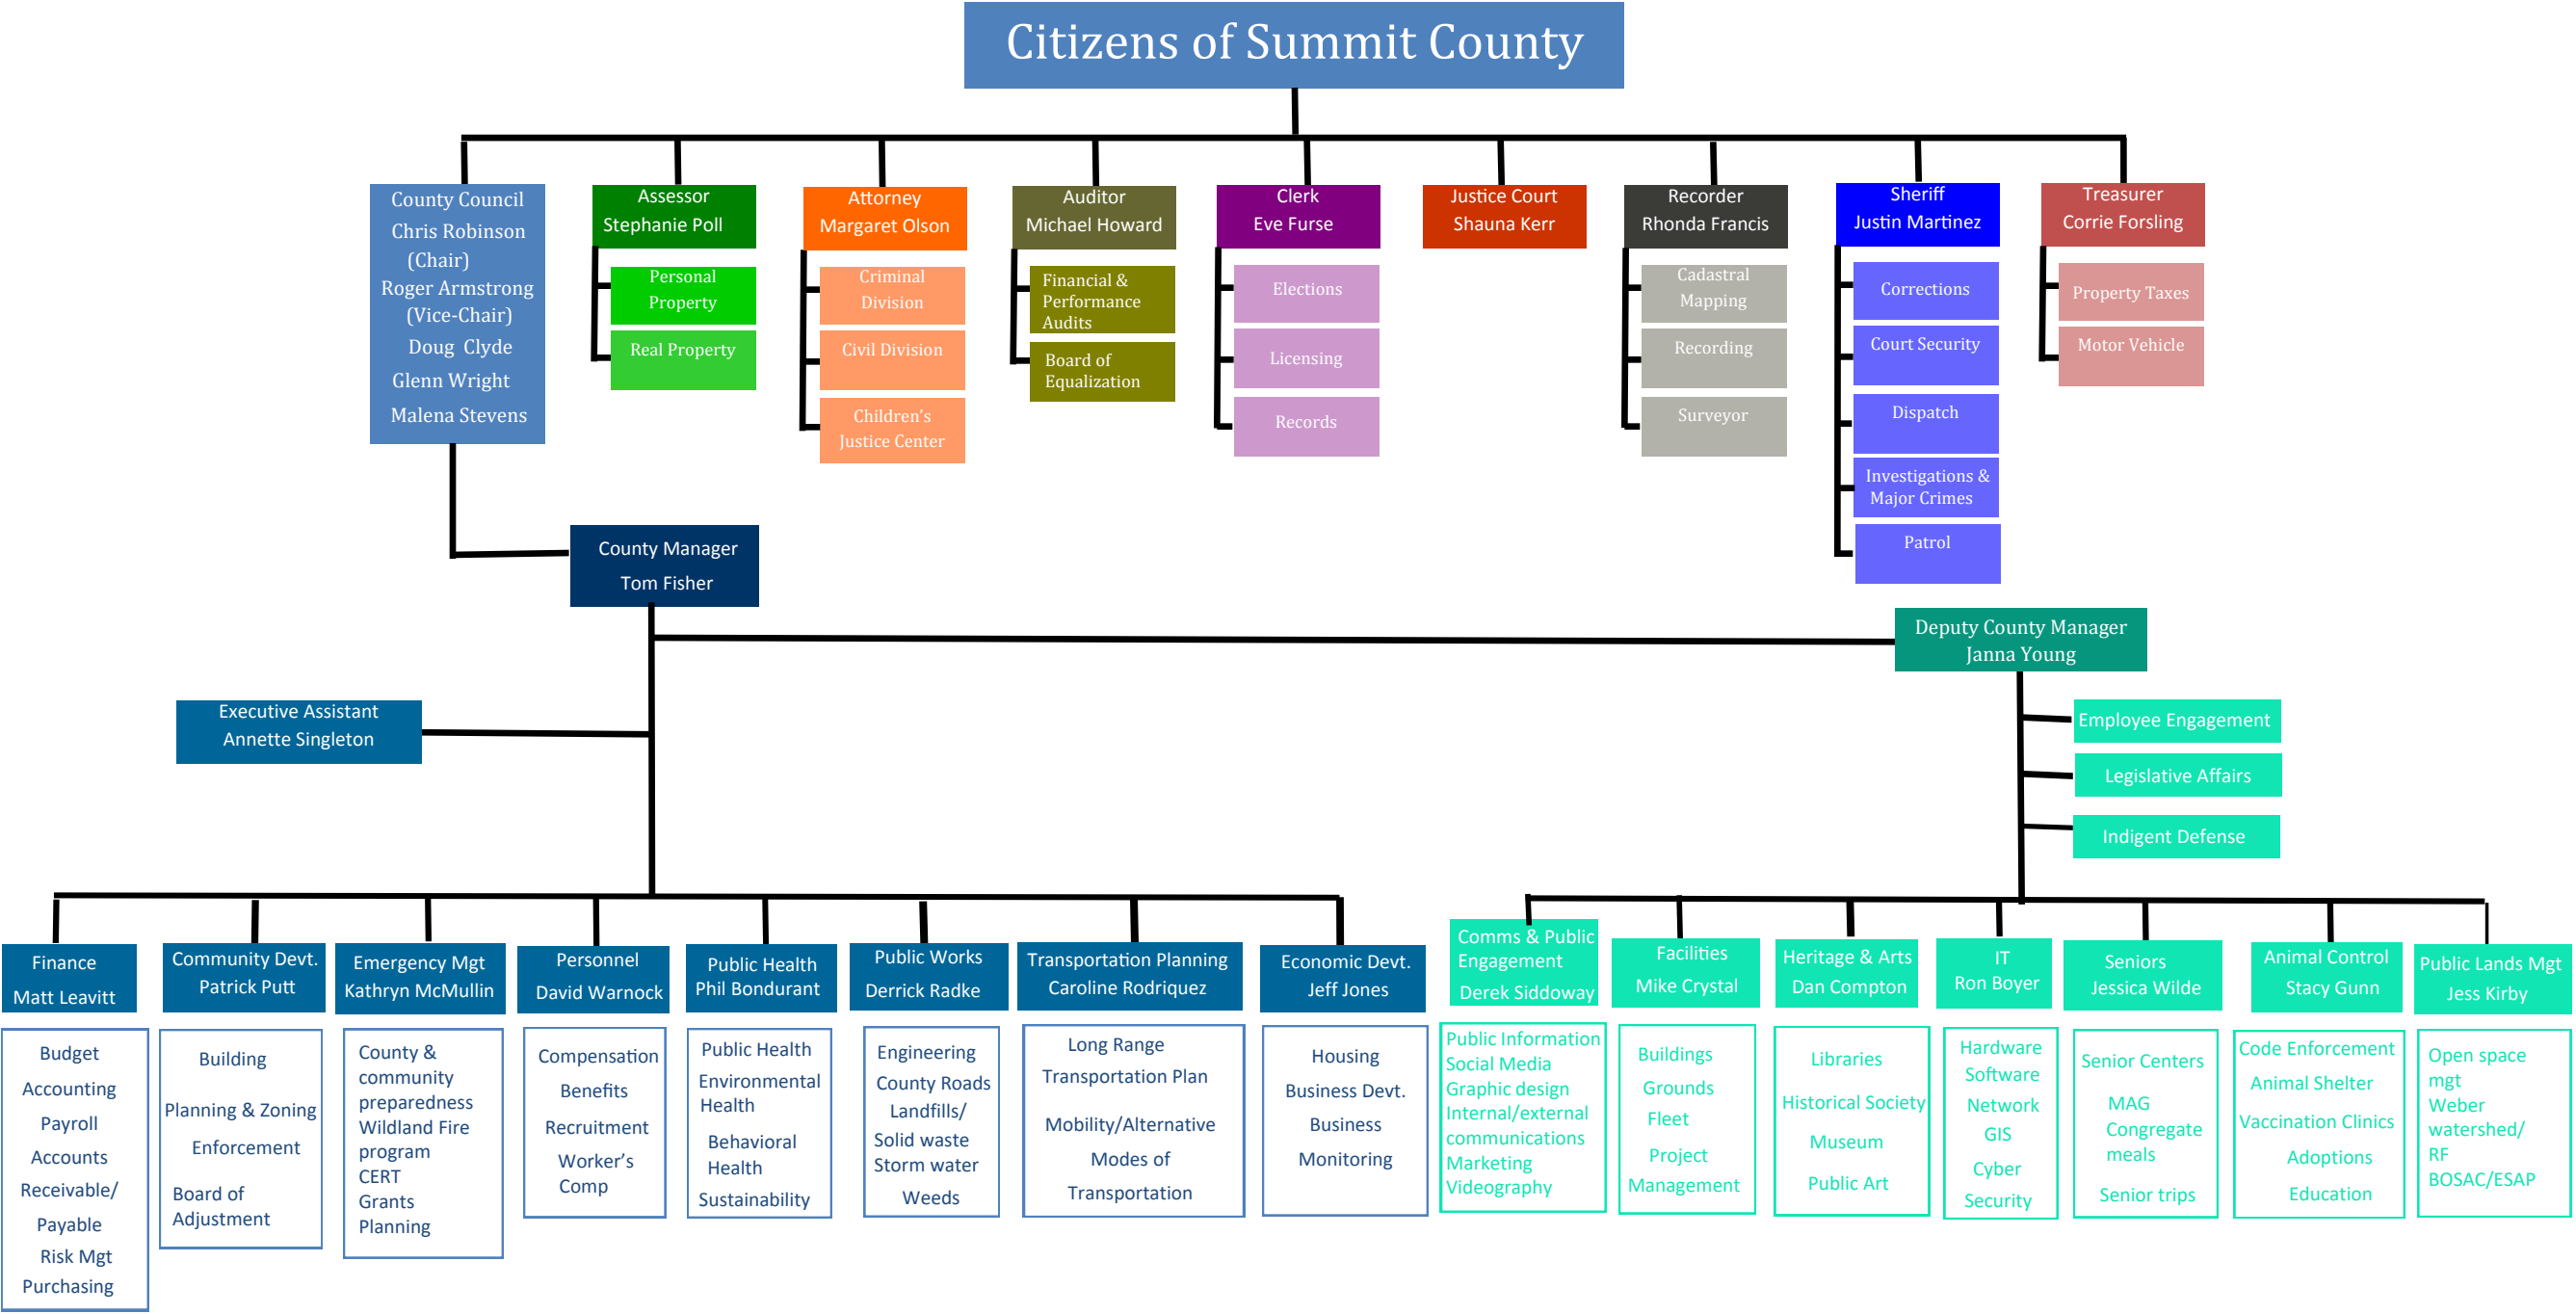 Citizens of Summit County
County Council
Chris Robinson
(Chair)
Roger Armstrong
(Vice-Chair)
Doug Clyde
Glenn Wright
Malena Stevens
Assessor
Stephanie Poll
Personal
Property
Real Property
Attorney
Margaret Olson
Criminal
Division
Civil Division
Children's
Justice Center
Auditor
Michael Howard
Financial &
Performance
Audits
Board of
Equalization
Clerk
Eve Furse
Elections
Licensing
Records
Justice Court
Shauna Kerr
Recorder
Rhonda Francis
Cadastral
Mapping
Recording
Surveyor
Sheriff
Justin Martinez
Corrections
Court Security
Dispatch
Investigations &
Major Crimes
Patrol
Treasurer
Corrie Forsling
Property Taxes
Motor Vehicle
County Manager
Tom Fisher
Deputy County Manager
Janna Young
Executive Assistant
Annette Singleton
Employee Engagement
Legislative Affairs
Indigent Defense
Finance
Matt Leavitt
Budget
Accounting
Payroll
Accounts
Receivable/
Payable
Risk Mgt
Purchasing
Community Devt.
Patrick Putt
Building
Planning & Zoning
Enforcement
Board of
Adjustment
Emergency Mgt
Kathryn McMullin
County &
community
preparedness
Wildland Fire
program
CERT
Grants
Planning
Personnel
David Warnock
Compensation
Benefits
Recruitment
Worker's
Comp
Public Health
Phil Bondurant
Public Health
Environmental
Health
Behavioral
Health
Sustainability
Public Works
Derrick Radke
Engineering
County Roads
Landfills/
Solid waste
Storm water
Weeds
Transportation Planning
Caroline Rodriquez
Long Range
Transportation Plan
Mobility/Alternative
Modes of
Transportation
Economic Devt.
Jeff Jones
Housing
Business Devt.
Business
Monitoring
Comms & Public
Engagement
Derek Siddoway
Public Information
Social Media
Graphic design
Internal/external
communications
Marketing
Videography
Facilities
Mike Crystal
Buildings
Grounds
Fleet
Project
Management
Heritage & Arts
Dan Compton
Libraries
Historical Society
Museum
Public Art
IT
Ron Boyer
Hardware
Software
Network
GIS
Cyber
Security
Seniors
Jessica Wilde
Senior Centers
MAG
Congregate
meals
Senior trips
Animal Control
Stacy Gunn
Code Enforcement
Animal Shelter
Vaccination Clinics
Adoptions
Education
Public Lands Mgt
Jess Kirby
Open space
mgt
Weber
watershed/
RF
BOSAC/ESAP